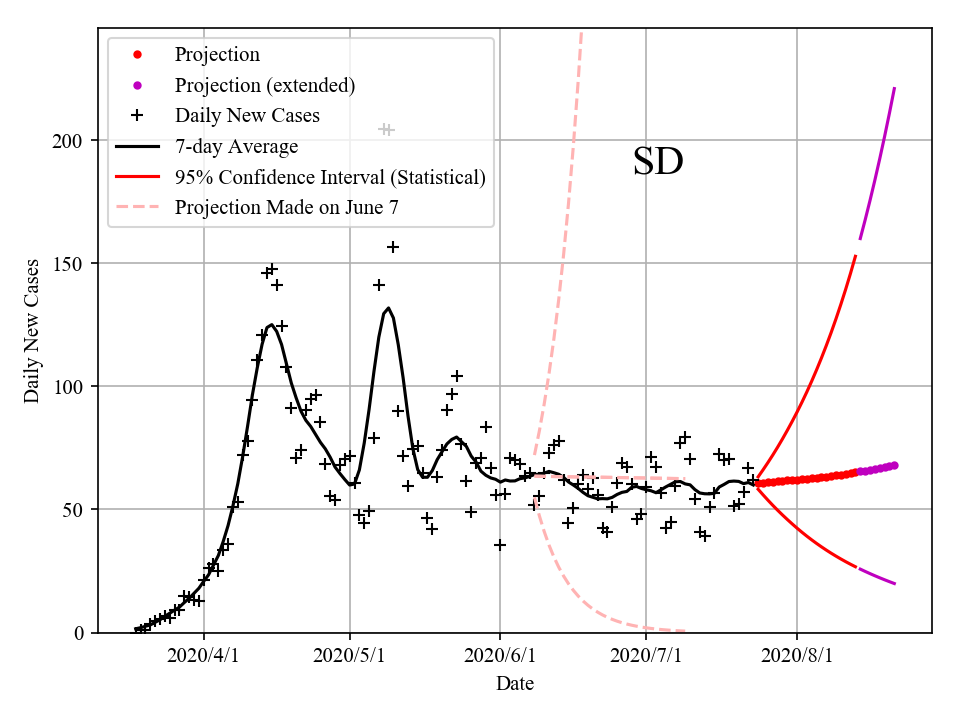 Projection
Projection (extended)
Daily New Cases
7-day Average
95% Confidence Interval (Statistical)
Projection Made on June 7
SD
Daily New Cases
200
150
100
50
0
2020/4/1 2020/5/1 2020/6/1 2020/7/1 2020/8/1
Date